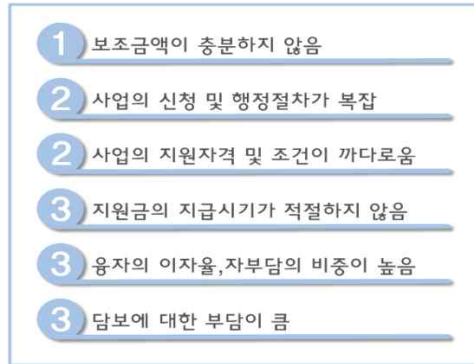 1 보조금액이 충분하지 않음
2 사업의 신청 및 행정절차가 복잡
2 사업의 지원자격 및 조건이 까다로움
3 지원금의 지급시기가 적절하지 않음
3 융자의 이자율,자부담의 비중이 높음
3 담보에 대한 부담이 큼